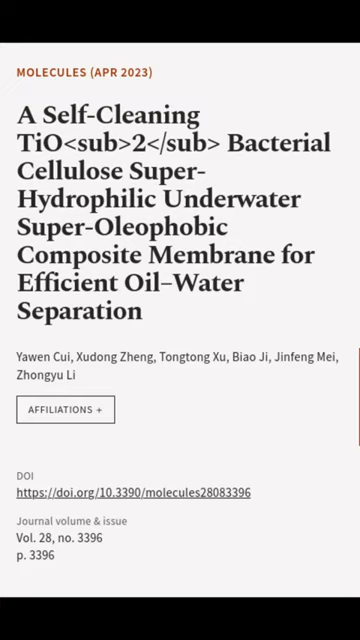 MOLECULES (APR 2023)
A Self-Cleaning
TiO<sub>2</sub> Bacterial
Cellulose Super-
Hydrophilic Underwater
Super-Oleophobic
Composite Membrane for
Efficient Oil–Water
Separation
Yawen Cui, Xudong Zheng, Tongtong Xu, Biao Ji, Jinfeng Mei,
Zhongyu Li
AFFILIATIONS +
DOI
https://doi.org/10.3390/molecules28083396
Journal volume & issue
Vol. 28, no. 3396
p. 3396